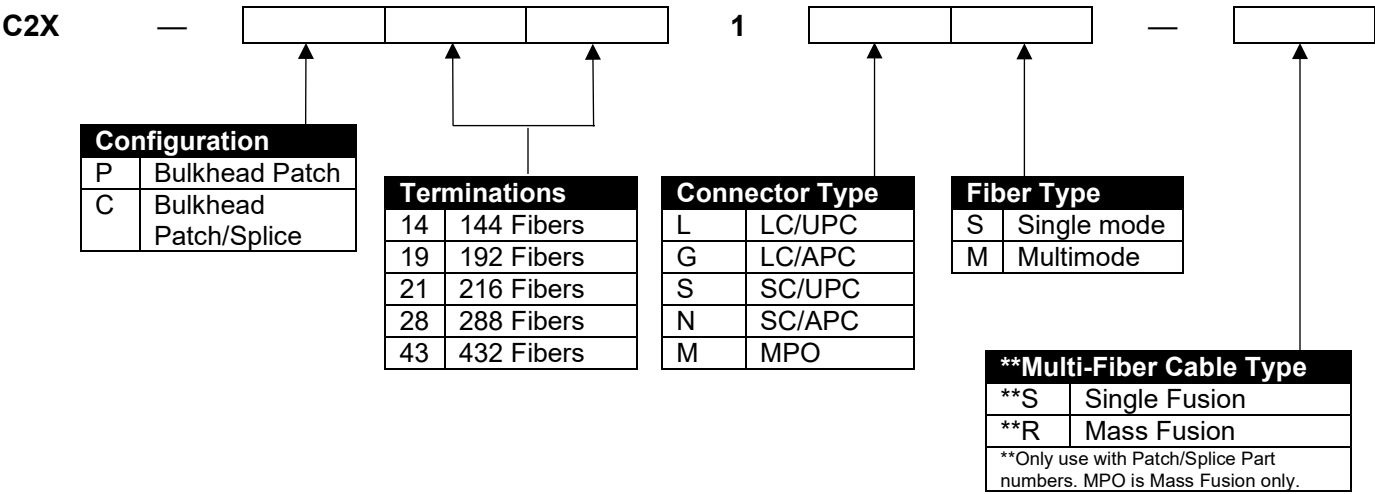 C2X — 1 —
Configuration
P Bulkhead Patch
C Bulkhead
Patch/Splice
Terminations
14 144 Fibers
19 192 Fibers
21 216 Fibers
28 288 Fibers
43 432 Fibers
Connector Type
L LC/UPC
G LC/APC
S SC/UPC
N SC/APC
M MPO
Fiber Type
S Single mode
M Multimode
**Multi-Fiber Cable Type
**S Single Fusion
**R Mass Fusion
**Only use with Patch/Splice Part
numbers. MPO is Mass Fusion only.